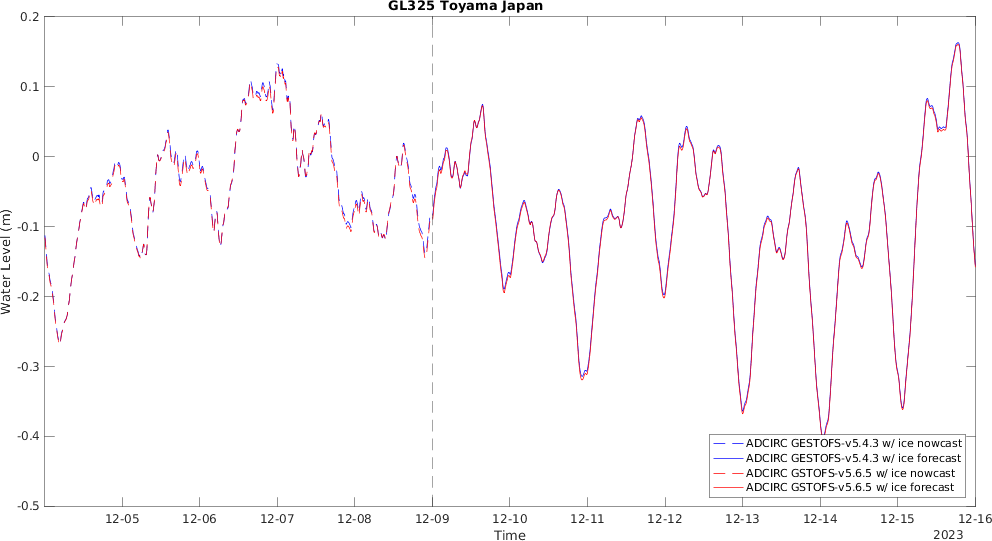 GL325 Toyama Japan
0.2
0.1
0
-0.1
-0.2
-0.3
-0.4
-0.5
Water Level (m)
ADCIRC GESTOFS-v5.4.3 w/ ice nowcast
ADCIRC GESTOFS-v5.4.3 w/ ice forecast
ADCIRC GSTOFS-v5.6.5 w/ ice nowcast
ADCIRC GSTOFS-v5.6.5 w/ ice forecast
12-05 12-06 12-07 12-08 12-09 12-10 12-11 12-12 12-13 12-14 12-15 12-16
Time
2023